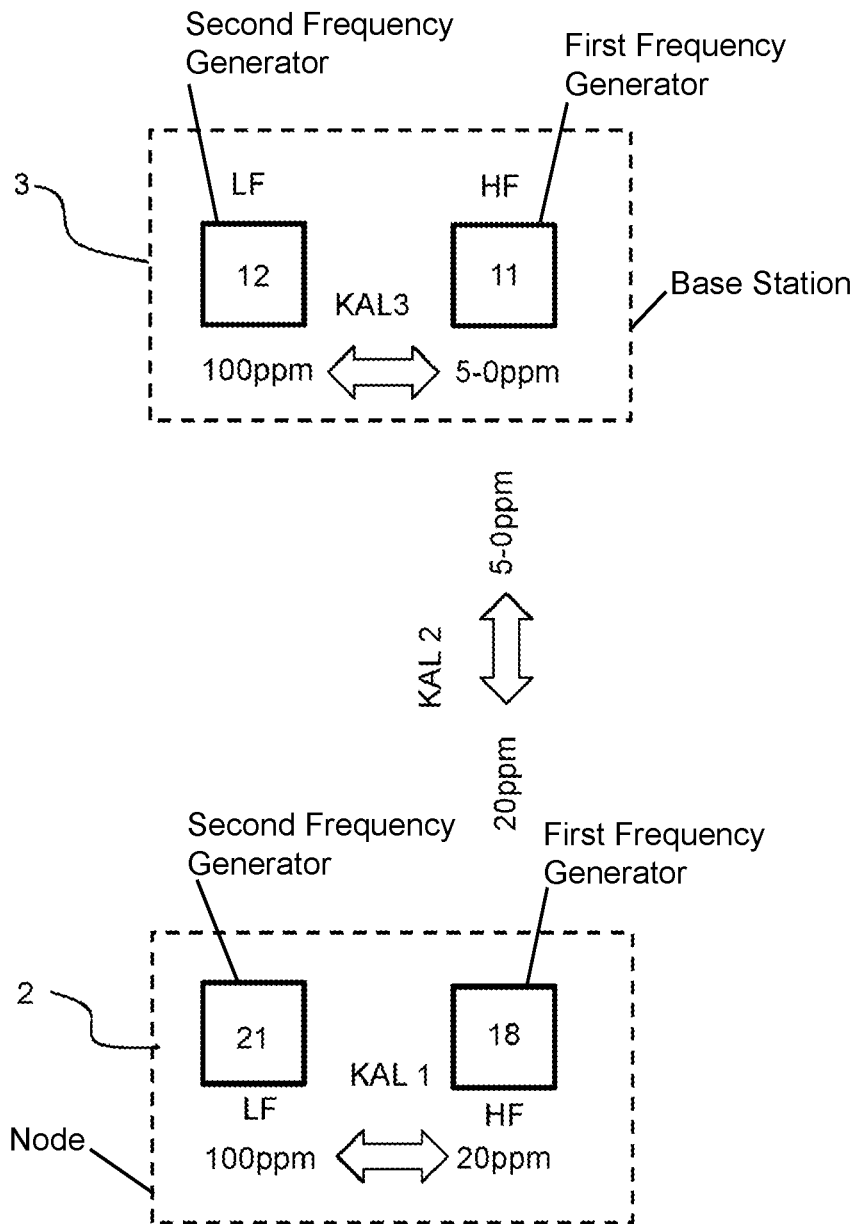 Second Frequency
Generator
First Frequency
Generator
3
LF
HF
12
11
KAL3
Base Station
100ppm
5-0ppm
5-0ppm
KAL 2
20ppm
Second Frequency
Generator
First Frequency
Generator
2
21
18
KAL 1
LF
HF
Node
100ppm
20ppm